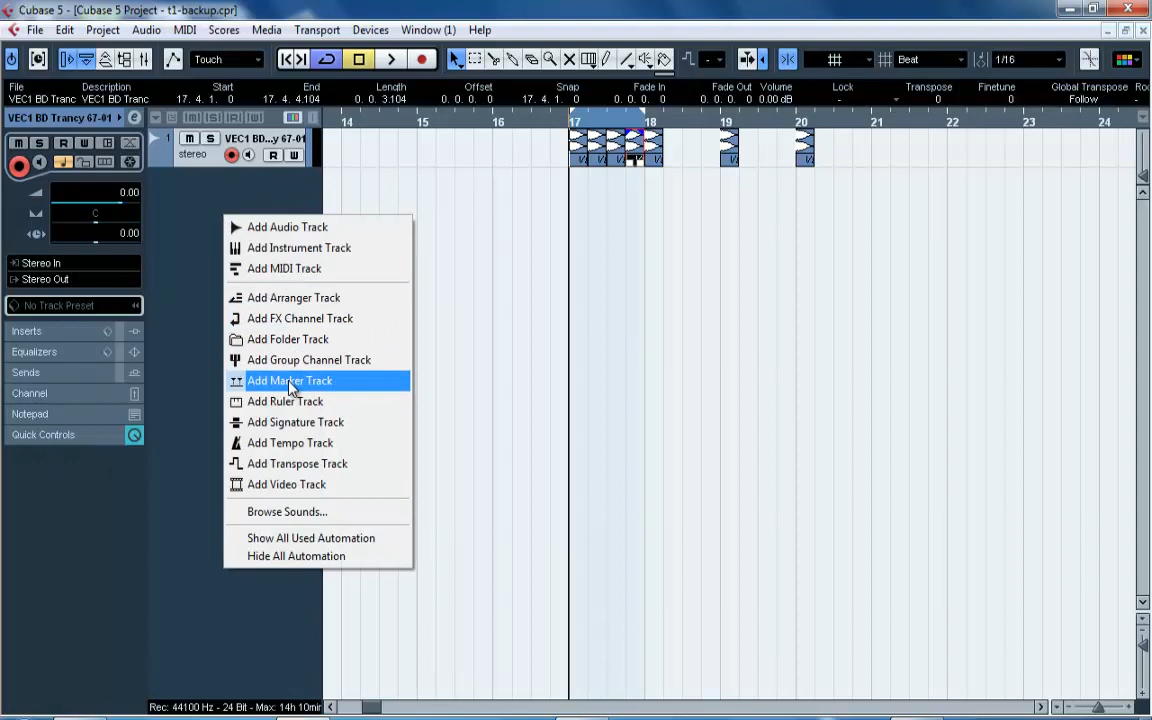 Cubase 5 - [Cubase 5 Project - t1-backup.cpr]
File Edit Project Audio MIDI Scores Media Transport Devices Window (1) Help
Touch Beat 1/16
File Description Start End Length Offset Snap Fade In Fade Out Volume Lock Transpose Finetune Global Transpose
VEC1 BD Tranc VEC1 BD Tranc 17. 4. 1. 0 17. 4. 4.104 0. 0. 3.104 0. 0. 0. 0 17. 4. 1. 0 0. 0. 0. 0 0. 0. 0. 0 0.00 dB - - 0 0 Follow
VEC1 BD Trancy 67-01
14 15 16 17 18 19 20 21 22 23 24
1 m S VEC1 BD...y 67-01
stereo R W
m S R W
0.00
C
0.00
Stereo In
Stereo Out
No Track Preset
Inserts
Equalizers
Sends
Channel
Notepad
Quick Controls
Add Audio Track
Add Instrument Track
Add MIDI Track
Add Arranger Track
Add FX Channel Track
Add Folder Track
Add Group Channel Track
Add Marker Track
Add Ruler Track
Add Signature Track
Add Tempo Track
Add Transpose Track
Add Video Track
Browse Sounds...
Show All Used Automation
Hide All Automation
Rec: 44100 Hz - 24 Bit - Max: 14h 10min